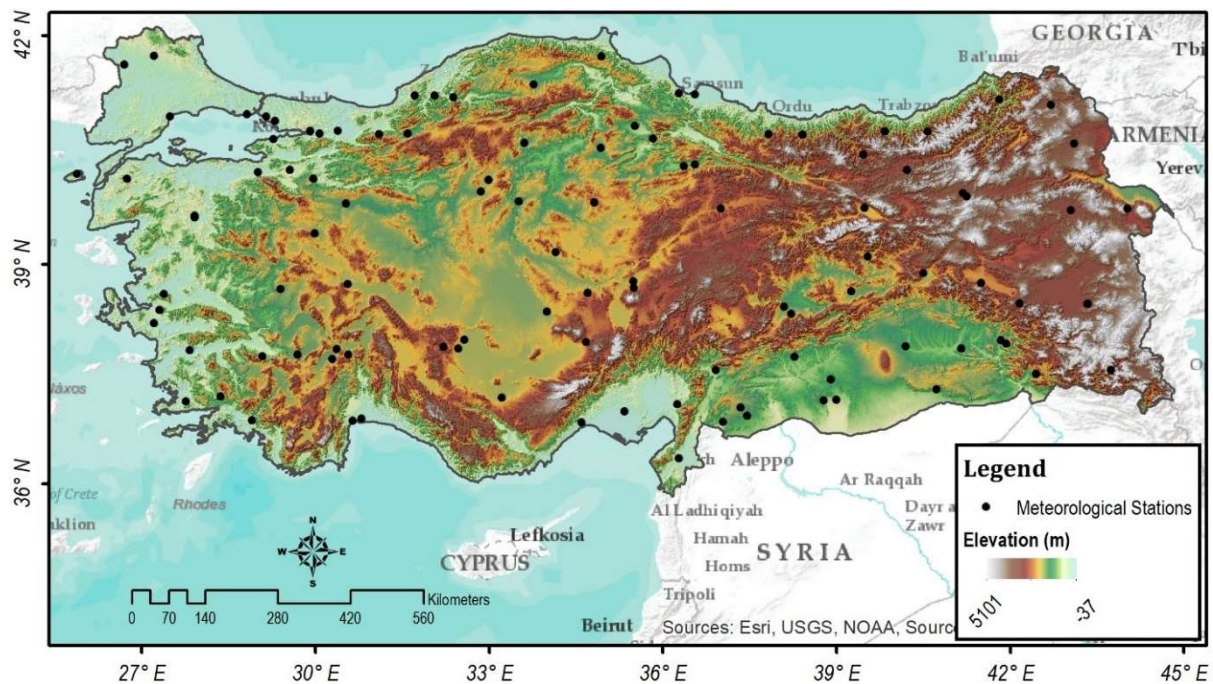 42° N
39° N
36° N
GEORGIA
T'bi
Bat'umi
Samsun
Ordu
Trabzo
ARMENIA
Yerev
Rhodes
of Crete
aklion
Aleppo
Ar Raqqah
Al Ladhiqiyah
Dayr a
Zawr
Hamah
Homs
SYRIA
Lefkosia
CYPRUS
Tripoli
Beirut
N
W
E
S
Kilometers
0 70 140 280 420 560
Sources: Esri, USGS, NOAA, Sourc
Legend
Meteorological Stations
Elevation (m)
5101
-37
27° E 30° E 33° E 36° E 39° E 42° E 45° E